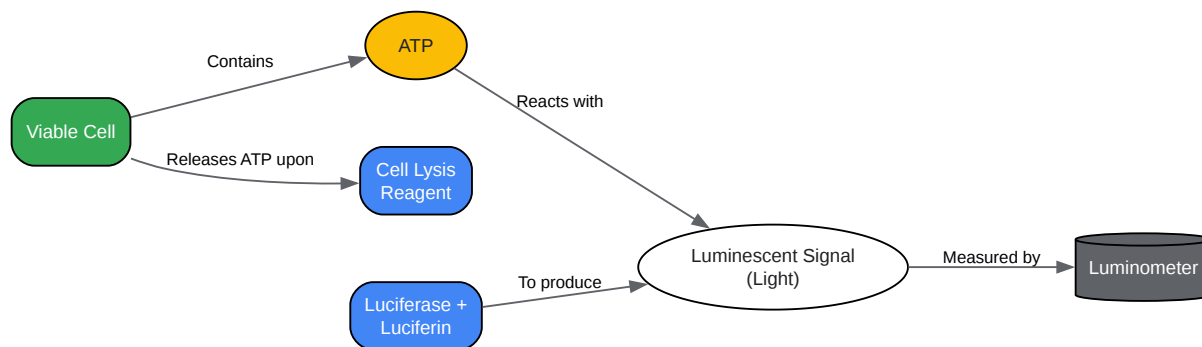 ATP
Contains
Reacts with
Viable Cell
Releases ATP upon
Cell Lysis
Reagent
Luminescent Signal
(Light)
Measured by
Luminometer
To produce
Luciferase +
Luciferin